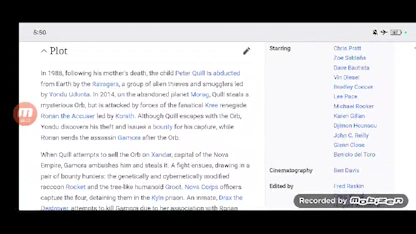 5:50
Plot
In 1988, following his mother's death, the child Peter Quill is abducted
from Earth by the Ravagers, a group of alien thieves and smugglers led
by Yondu Udonta. In 2014, on the abandoned planet Morag, Quill steals a
mysterious Orb, but is attacked by forces of the fanatical Kree renegade
Ronan the Accuser led by Korath. Although Quill escapes with the Orb,
Yondu discovers his theft and issues a bounty for his capture, while
Ronan sends the assassin Gamora after the Orb.
When Quill attempts to sell the Orb on Xandar, capital of the Nova
Empire, Gamora ambushes him and steals it. A fight ensues, drawing in a
pair of bounty hunters: the genetically and cybernetically modified
raccoon Rocket and the tree-like humanoid Groot. Nova Corps officers
capture the four, detaining them in the Kyln prison. An inmate, Drax the
Destroyer, attempts to kill Gamora due to her association with Ronan
Starring
Chris Pratt
Zoe Saldaña
Dave Bautista
Vin Diesel
Bradley Cooper
Lee Pace
Michael Rooker
Karen Gillan
Djimon Hounsou
John C. Reilly
Glenn Close
Benicio del Toro
Cinematography
Ben Davis
Edited by
Fred Raskin
Recorded by mobizen